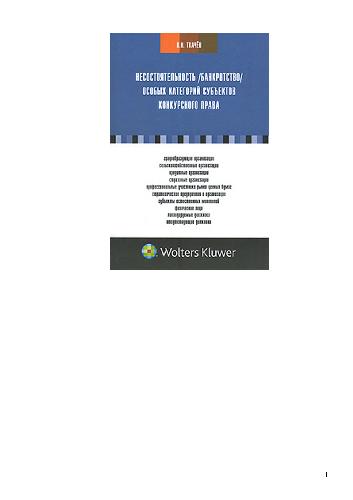 В.Н. ТКАЧЁВ
НЕСОСТОЯТЕЛЬНОСТЬ /БАНКРОТСТВО/
ОСОБЫХ КАТЕГОРИЙ СУБЪЕКТОВ
КОНКУРСНОГО ПРАВА
градообразующие организации
сельскохозяйственные организации
кредитные организации
страховые организации
профессиональные участники рынка ценных бумаг
стратегические предприятия и организации
субъекты естественных монополий
физические лица
ликвидируемые должники
отсутствующие должники
Wolters Kluwer